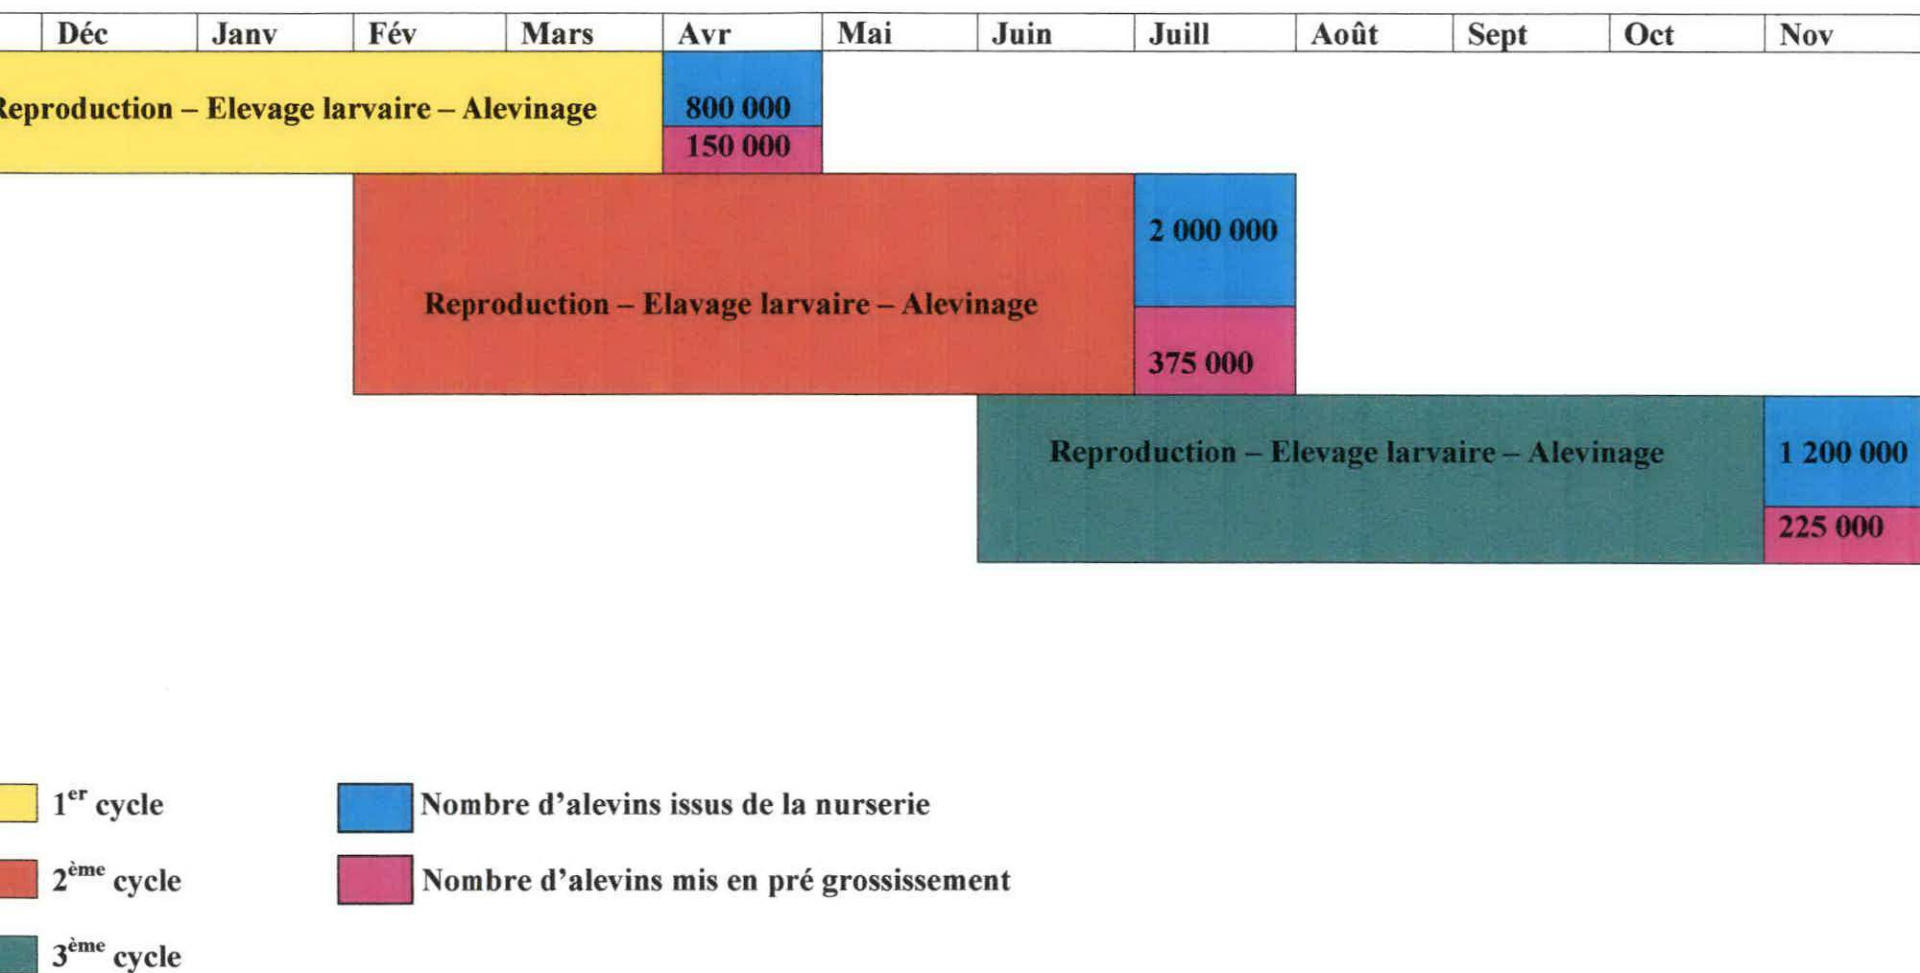 Déc Janv Fév Mars Avr Mai Juin Juill Août Sept Oct Nov
Reproduction – Elevage larvaire – Alevinage 800 000
150 000
2 000 000
Reproduction – Elavage larvaire – Alevinage
375 000
Reproduction – Elevage larvaire – Alevinage 1 200 000
225 000
1er cycle Nombre d'alevins issus de la nurserie
2ème cycle Nombre d'alevins mis en pré grossissement
3ème cycle